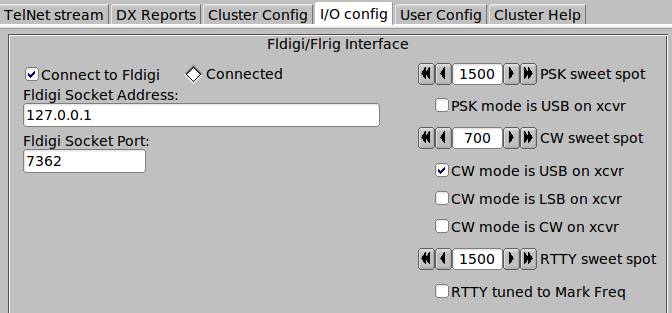 TelNet stream DX Reports Cluster Config I/O config User Config Cluster Help
Fldigi/Flrig Interface
Connect to Fldigi Connected
Fldigi Socket Address:
127.0.0.1
Fldigi Socket Port:
7362
1500 PSK sweet spot
PSK mode is USB on xcvr
700 CW sweet spot
CW mode is USB on xcvr
CW mode is LSB on xcvr
CW mode is CW on xcvr
1500 RTTY sweet spot
RTTY tuned to Mark Freq